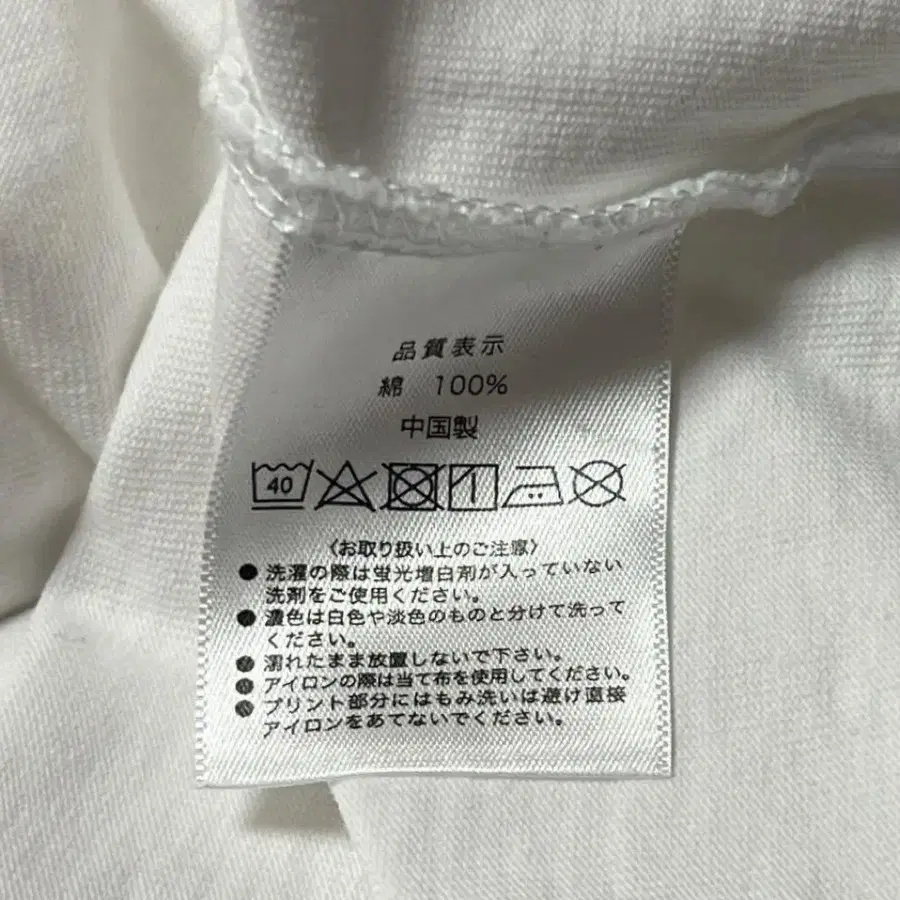 品質表示
綿 100%
中国製
40
〈お取り扱い上のご注意〉
● 洗濯の際は蛍光増白剤が入っていない
洗剤をご使用ください。
● 濃色は白色や淡色のものと分けて洗って
ください。
● 濡れたまま放置しないで下さい。
● アイロンの際は当て布を使用してください。
● プリント部分にはもみ洗いは避け直接
アイロンをあてないでください。